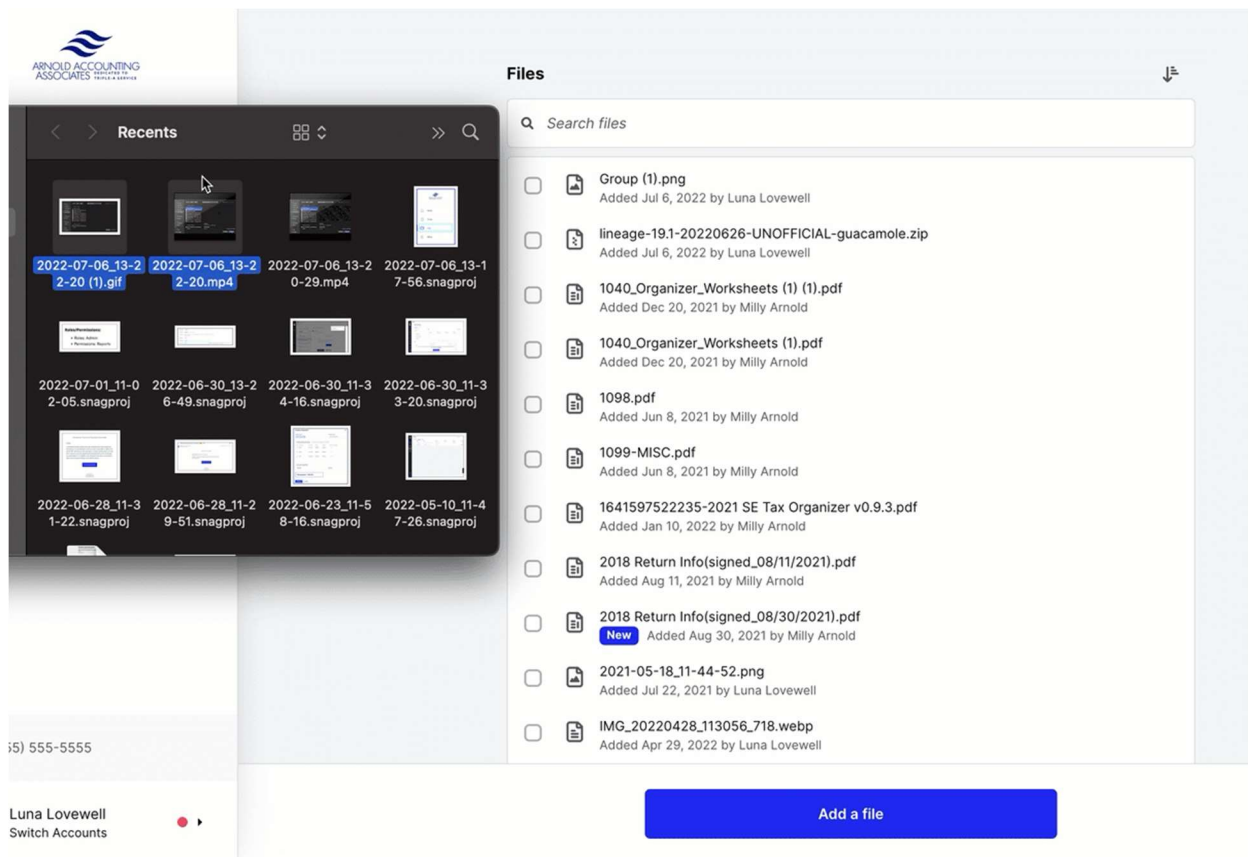 ARNOLD ACCOUNTING
ASSOCIATES DEDICATED TO
TRIPLE-A SERVICE
Recents
2022-07-06_13-2
2-20 (1).gif
2022-07-06_13-2
2-20.mp4
2022-07-06_13-2
0-29.mp4
2022-07-06_13-1
7-56.snagproj
Roles/Permissions:
2022-07-01_11-0
2-05.snagproj
2022-06-30_13-2
6-49.snagproj
2022-06-30_11-3
4-16.snagproj
2022-06-30_11-3
3-20.snagproj
2022-06-28_11-3
1-22.snagproj
2022-06-28_11-2
9-51.snagproj
2022-06-23_11-5
8-16.snagproj
2022-05-10_11-4
7-26.snagproj
55) 555-5555
Luna Lovewell
Switch Accounts
Files
Search files
Group (1).png
Added Jul 6, 2022 by Luna Lovewell
lineage-19.1-20220626-UNOFFICIAL-guacamole.zip
Added Jul 6, 2022 by Luna Lovewell
1040_Organizer_Worksheets (1) (1).pdf
Added Dec 20, 2021 by Milly Arnold
1040_Organizer_Worksheets (1).pdf
Added Dec 20, 2021 by Milly Arnold
1098.pdf
Added Jun 8, 2021 by Milly Arnold
1099-MISC.pdf
Added Jun 8, 2021 by Milly Arnold
1641597522235-2021 SE Tax Organizer v0.9.3.pdf
Added Jan 10, 2022 by Milly Arnold
2018 Return Info(signed_08/11/2021).pdf
Added Aug 11, 2021 by Milly Arnold
2018 Return Info(signed_08/30/2021).pdf
New Added Aug 30, 2021 by Milly Arnold
2021-05-18_11-44-52.png
Added Jul 22, 2021 by Luna Lovewell
IMG_20220428_113056_718.webp
Added Apr 29, 2022 by Luna Lovewell
Add a file